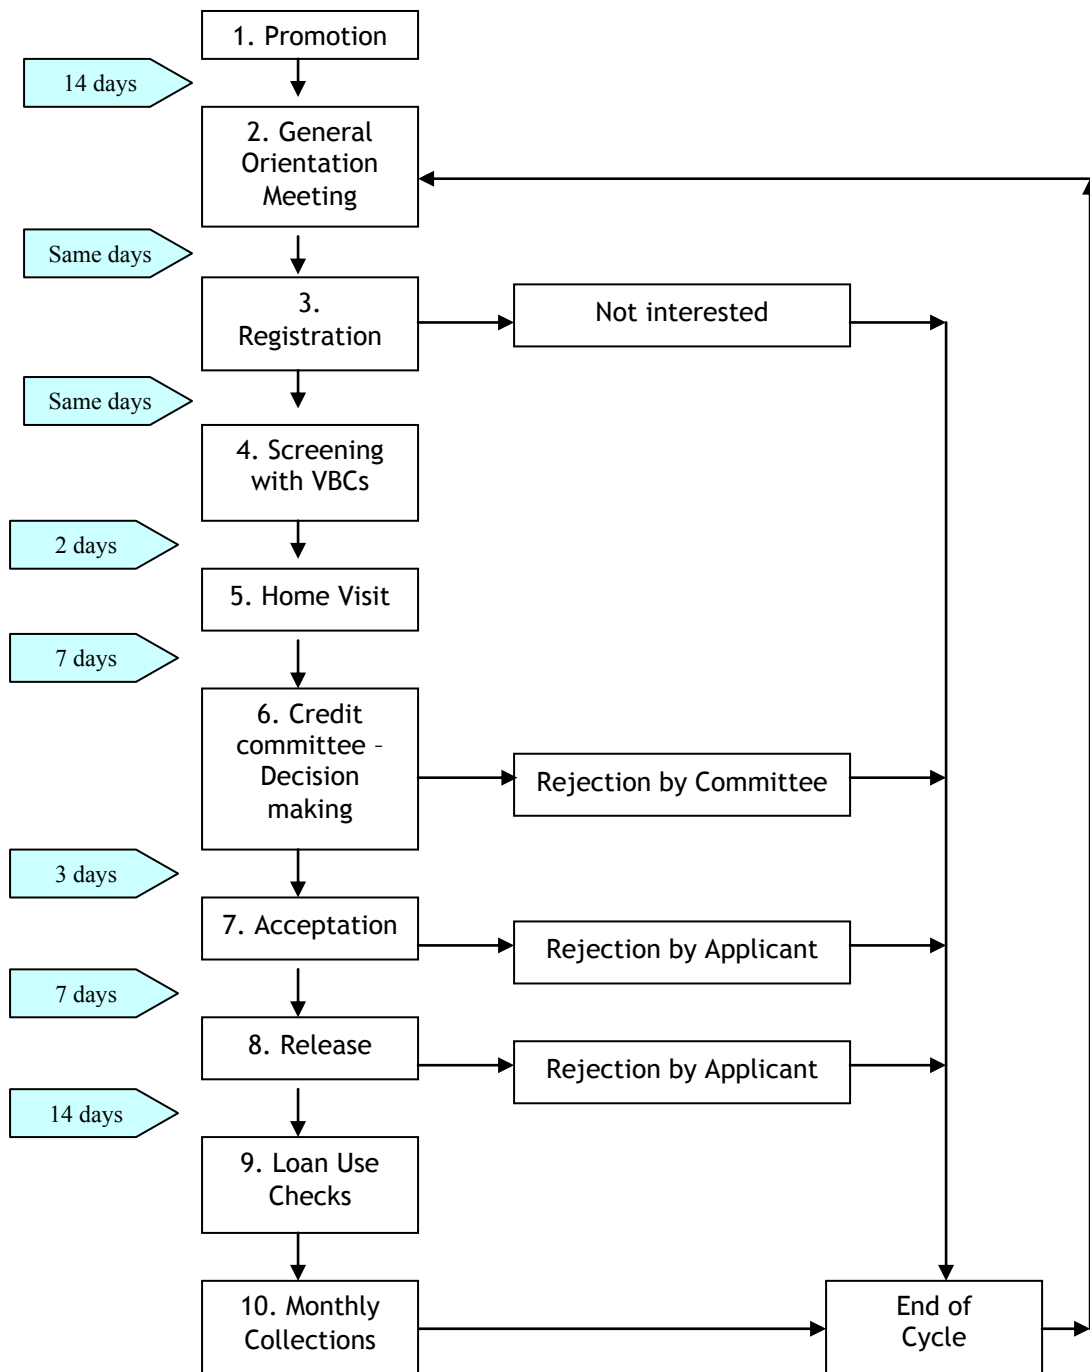 1. Promotion
14 days
2. General
Orientation
Meeting
Same days
3.
Registration
Not interested
Same days
4. Screening
with VBCs
2 days
5. Home Visit
7 days
6. Credit
committee –
Decision
making
Rejection by Committee
3 days
7. Acceptation
Rejection by Applicant
7 days
8. Release
Rejection by Applicant
14 days
9. Loan Use
Checks
10. Monthly
Collections
End of
Cycle